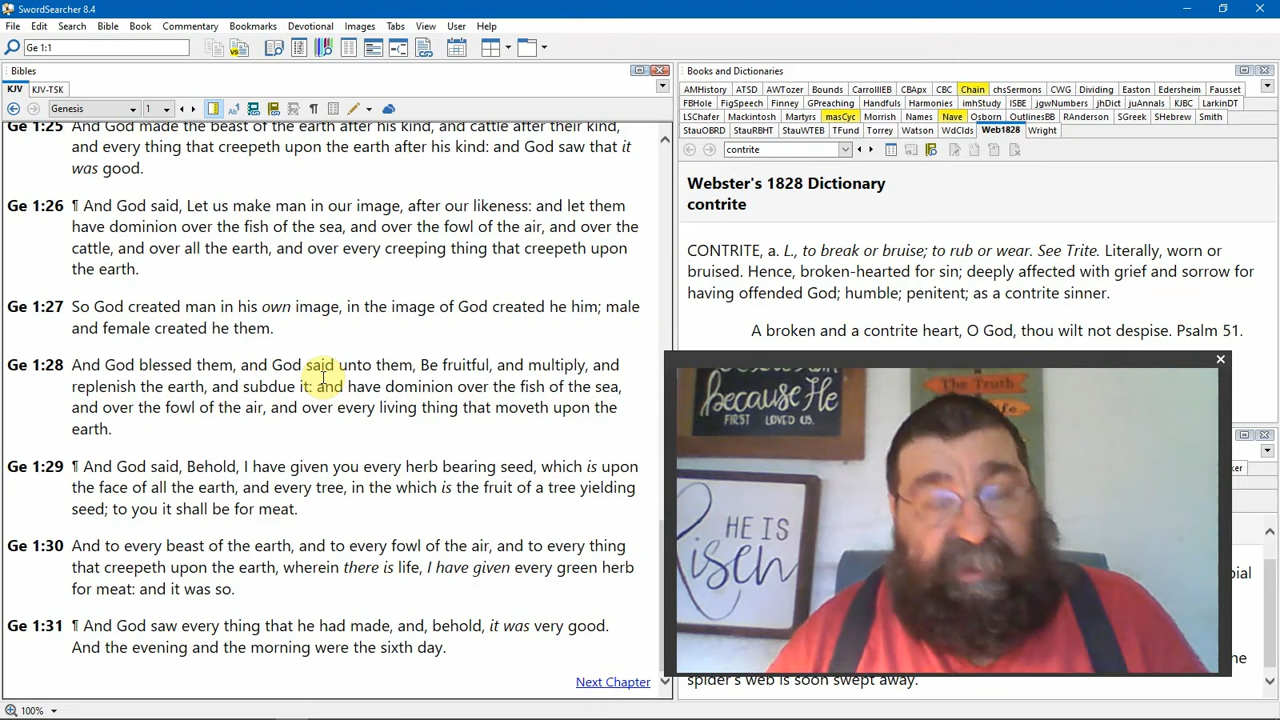 SwordSearcher 8.4
File Edit Search Bible Book Commentary Bookmarks Devotional Images Tabs View User Help
Ge 1:1
Bibles
KJV KJV-TSK
Genesis 1
Ge 1:25 And God made the beast of the earth after his kind, and cattle after their kind,
and every thing that creepeth upon the earth after his kind: and God saw that it
was good.
Ge 1:26 ¶ And God said, Let us make man in our image, after our likeness: and let them
have dominion over the fish of the sea, and over the fowl of the air, and over the
cattle, and over all the earth, and over every creeping thing that creepeth upon
the earth.
Ge 1:27 So God created man in his own image, in the image of God created he him; male
and female created he them.
Ge 1:28 And God blessed them, and God said unto them, Be fruitful, and multiply, and
replenish the earth, and subdue it: and have dominion over the fish of the sea,
and over the fowl of the air, and over every living thing that moveth upon the
earth.
Ge 1:29 ¶ And God said, Behold, I have given you every herb bearing seed, which is upon
the face of all the earth, and every tree, in the which is the fruit of a tree yielding
seed; to you it shall be for meat.
Ge 1:30 And to every beast of the earth, and to every fowl of the air, and to every thing
that creepeth upon the earth, wherein there is life, I have given every green herb
for meat: and it was so.
Ge 1:31 ¶ And God saw every thing that he had made, and, behold, it was very good.
And the evening and the morning were the sixth day.
Next Chapter
100%
Books and Dictionaries
AMHistory ATSD AWTozer Bounds CarrollIEB CBApx CBC Chain chsSermons CWG Dividing Easton Edersheim Fausset
FBHole FigSpeech Finney GPreaching Handfuls Harmonies imhStudy ISBE jgwNumbers jhDict juAnnals KJBC LarkinDT
LSChafer Mackintosh Martyrs masCyc Morrish Names Nave Osborn OutlinesBB RAnderson SGreek SHebrew Smith
StauOBRD StauRBHT StauWTEB TFund Torrey Watson WdClds Web1828 Wright
contrite
Webster's 1828 Dictionary
contrite
CONTRITE, a. L., to break or bruise; to rub or wear. See Trite. Literally, worn or
bruised. Hence, broken-hearted for sin; deeply affected with grief and sorrow for
having offended God; humble; penitent; as a contrite sinner.
A broken and a contrite heart, O God, thou wilt not despise. Psalm 51.
because He
FIRST LOVED US.
The Truth
Life
HE IS
Risen
spider's web is soon swept away.